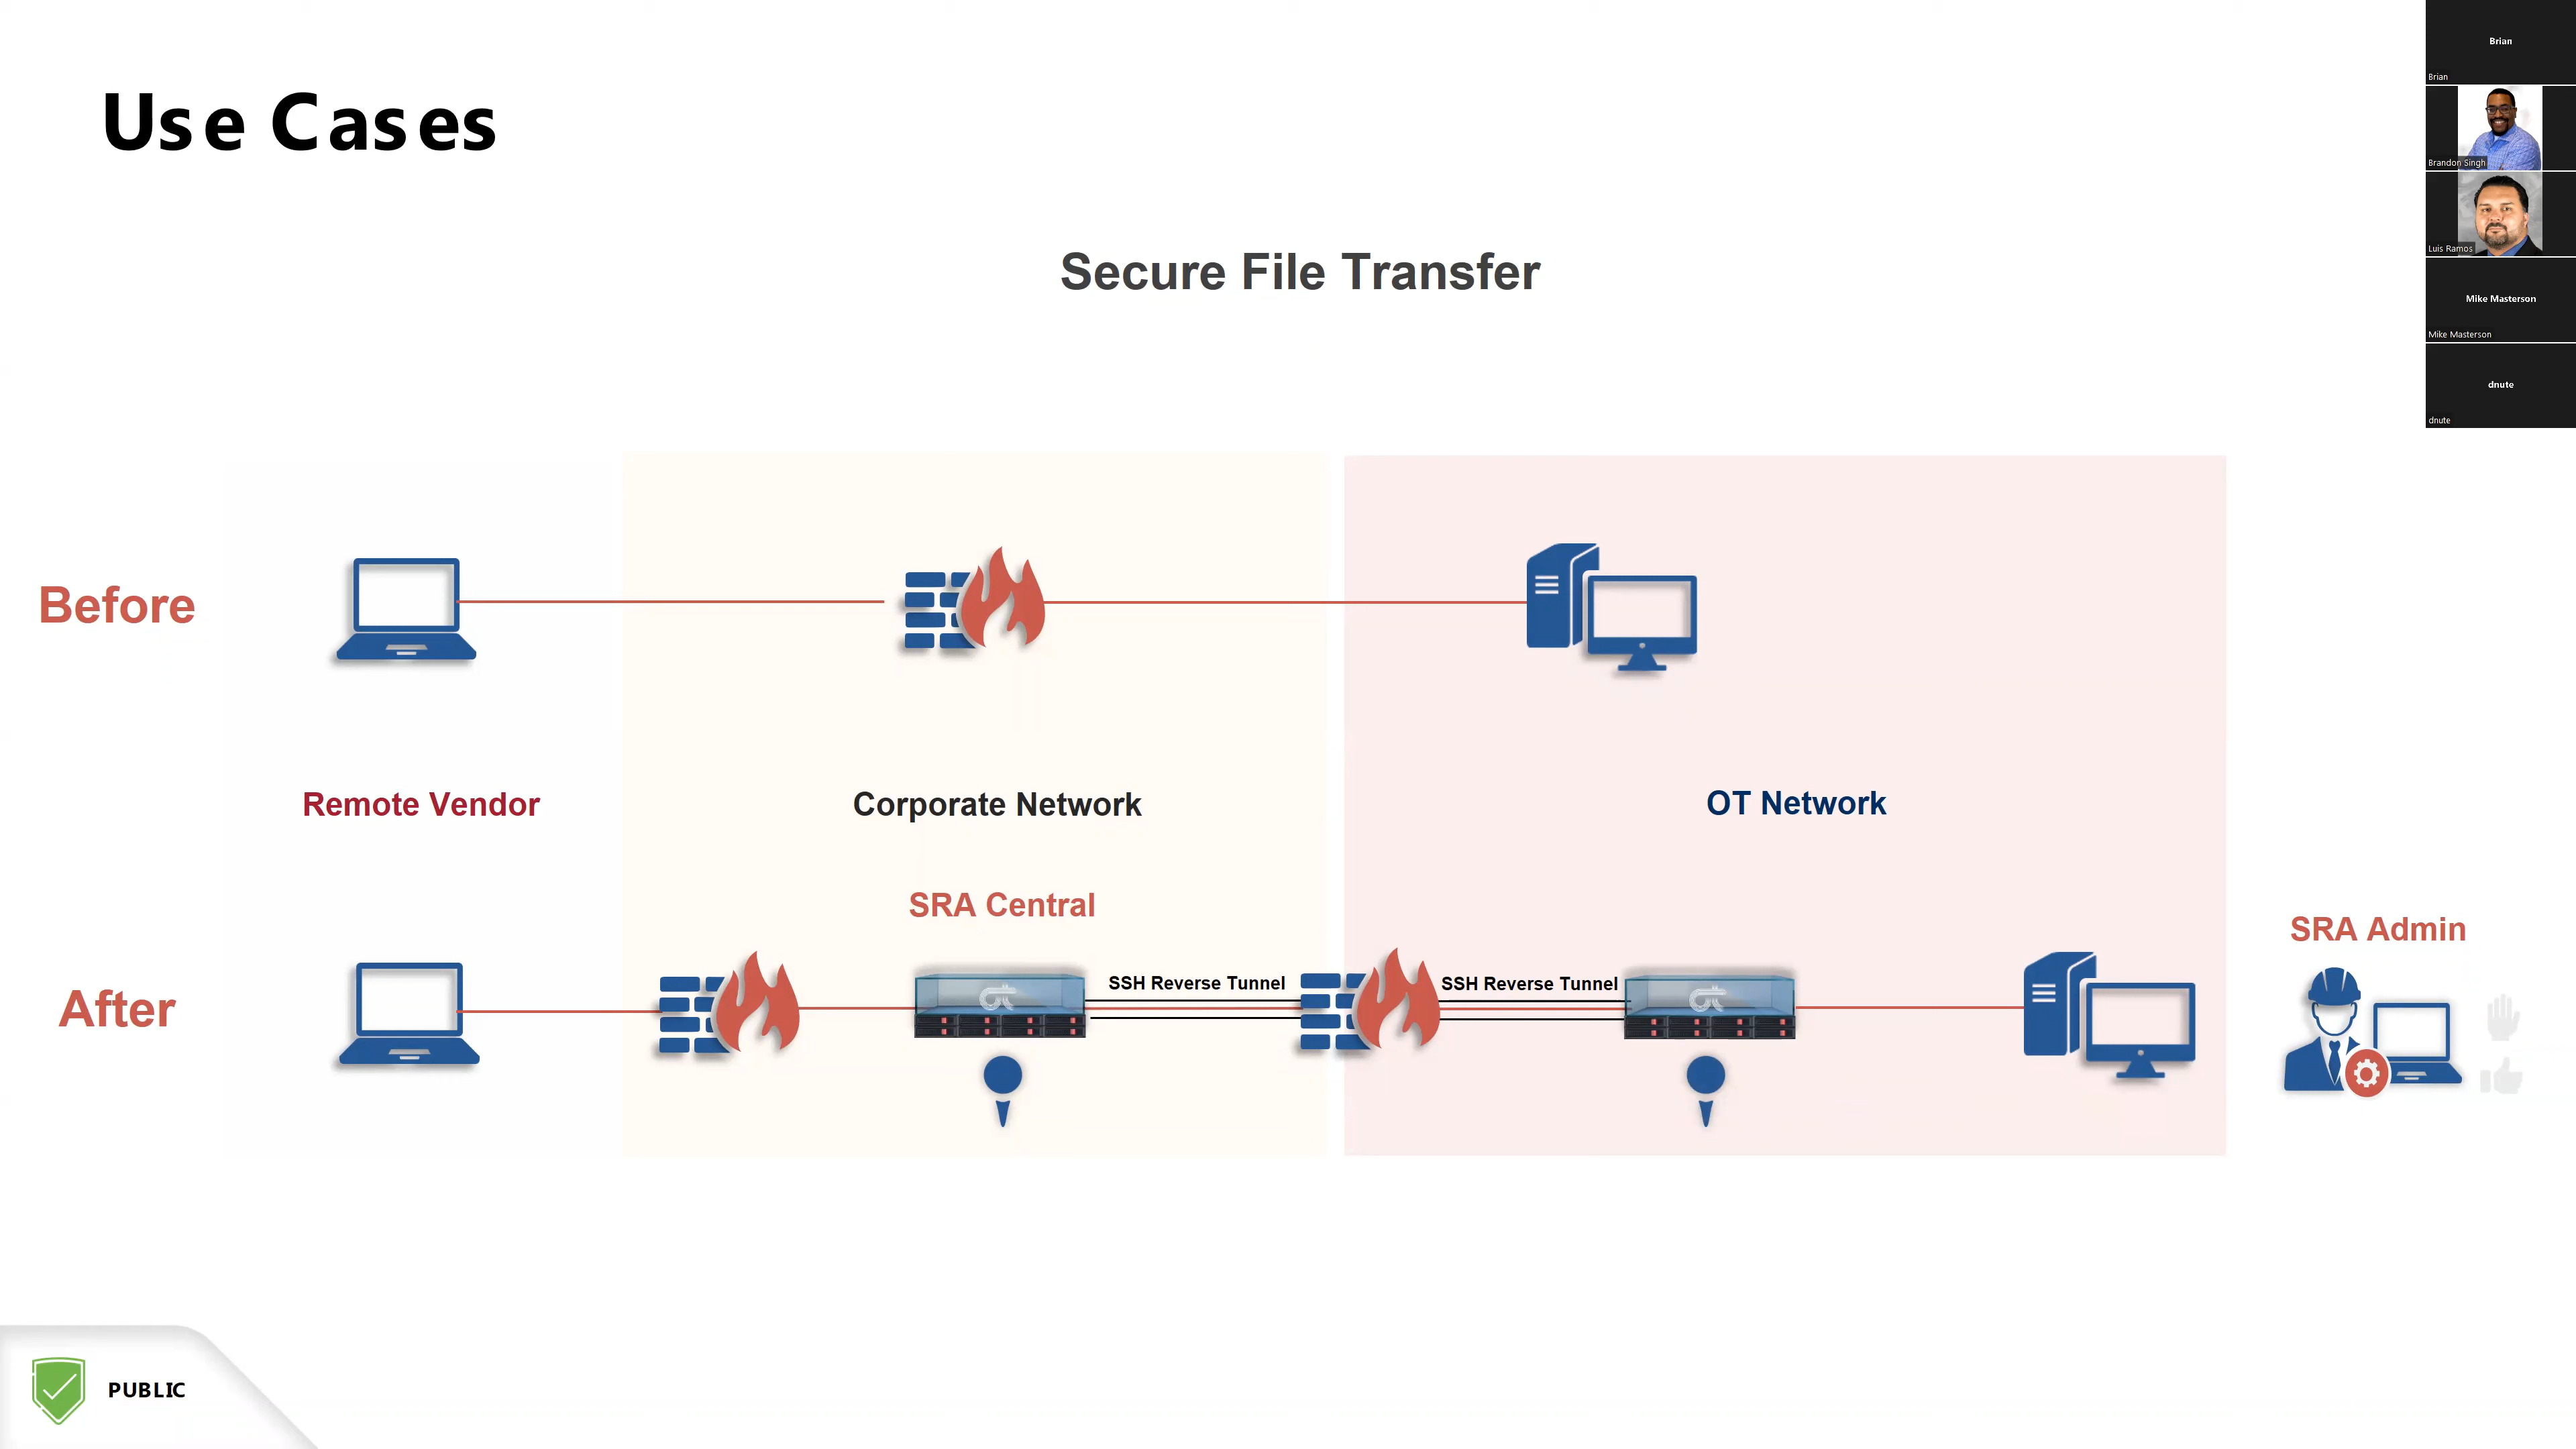 Use Cases
Secure File Transfer
Brian
Brian
Brandon Singh
Luis Ramos
Mike Masterson
Mike Masterson
dnute
dnute
Before
Remote Vendor
Corporate Network
OT Network
SRA Central
SRA Admin
After
SSH Reverse Tunnel
SSH Reverse Tunnel
PUBLIC